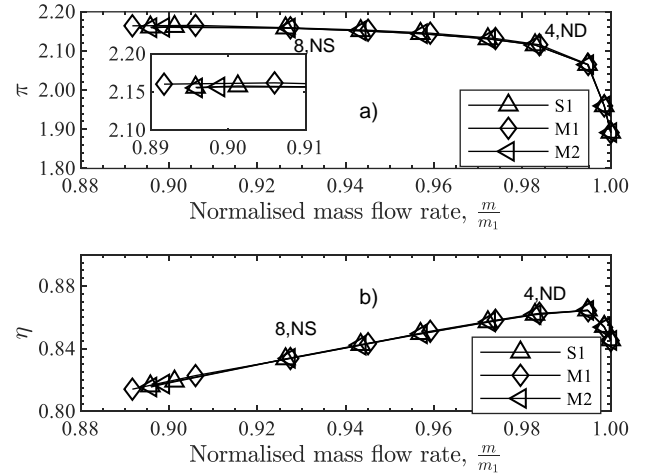 2.20
2.10
2.00
1.90
1.80
π
8,NS
4,ND
2.20
2.15
2.10
0.89 0.90 0.91
a)
S1
M1
M2
0.88 0.90 0.92 0.94 0.96 0.98 1.00
Normalised mass flow rate, m/m₁
0.88
0.84
0.80
η
b)
8,NS
4,ND
S1
M1
M2
0.88 0.90 0.92 0.94 0.96 0.98 1.00
Normalised mass flow rate, m/m₁